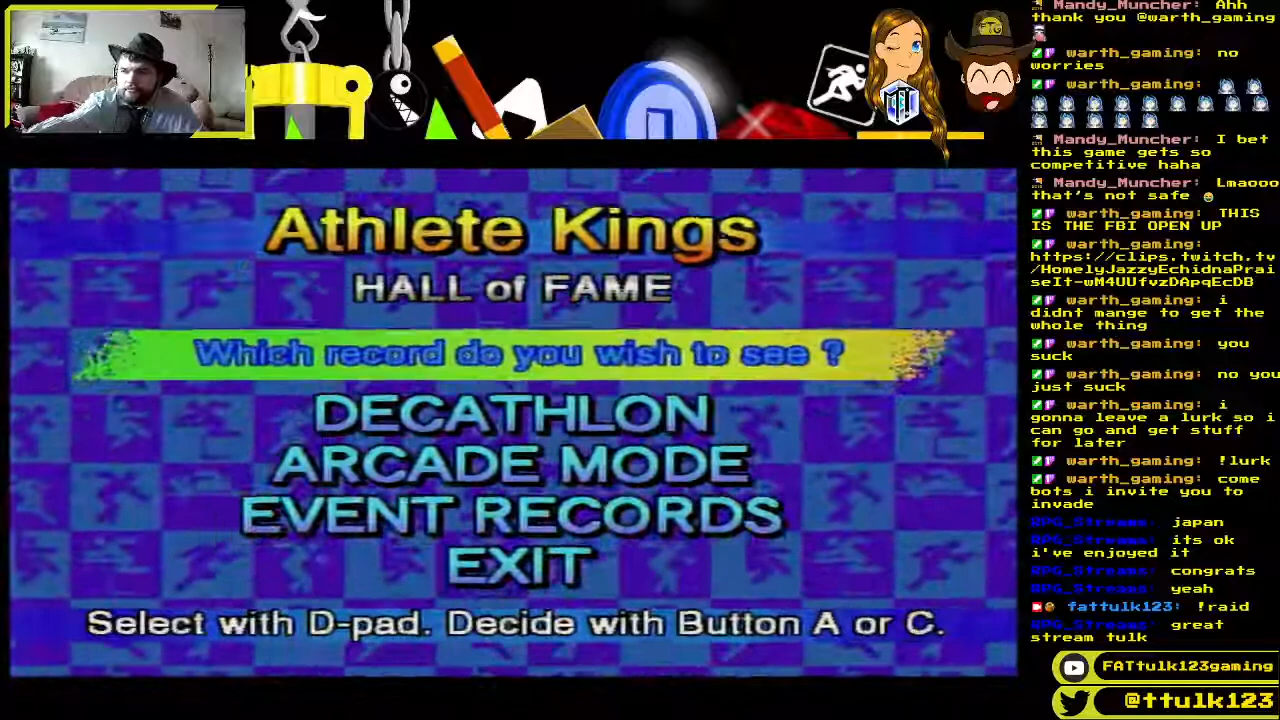 Athlete Kings
HALL of FAME
Which record do you wish to see ?
DECATHLON
ARCADE MODE
EVENT RECORDS
EXIT
Select with D-pad. Decide with Button A or C.
Mandy_Muncher: Ahh
thank you @warth_gaming
warth_gaming: no
worries
warth_gaming:
Mandy_Muncher: I bet
this game gets so
competitive haha
Mandy_Muncher: Lmaooo
that's not safe
warth_gaming: THIS
IS THE FBI OPEN UP
warth_gaming:
https://clips.twitch.tv
/HomelyJazzyEchidnaPrai
seIt-wM4UUfvzDApqEcDB
warth_gaming: i
didnt mange to get the
whole thing
warth_gaming: you
suck
warth_gaming: no you
just suck
warth_gaming: i
gonna leave a lurk so i
can go and get stuff
for later
warth_gaming: !lurk
warth_gaming: come
bots i invite you to
invade
RPG_Streams: japan
RPG_Streams: its ok
i've enjoyed it
RPG_Streams: congrats
RPG_Streams: yeah
fattulk123: !raid
RPG_Streams: great
stream tulk
FATtulk123gaming
@ttulk123